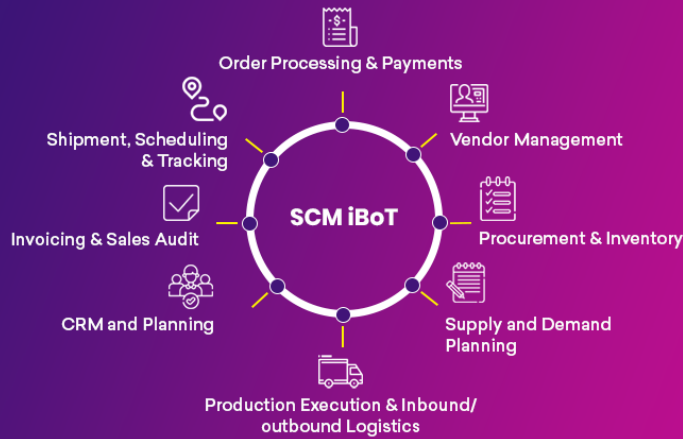 Order Processing & Payments
Vendor Management
Procurement & Inventory
Supply and Demand
Planning
Production Execution & Inbound/
outbound Logistics
CRM and Planning
Invoicing & Sales Audit
Shipment, Scheduling
& Tracking
SCM iBoT